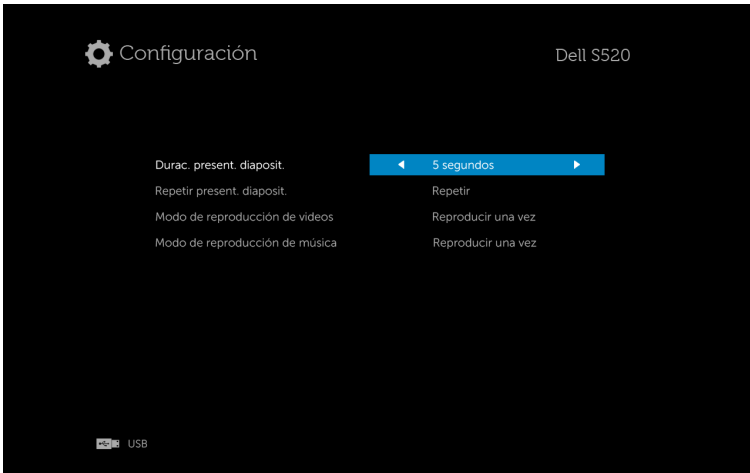 Configuración
Dell S520
Durac. present. diaposit. 5 segundos
Repetir present. diaposit. Repetir
Modo de reproducción de videos Reproducir una vez
Modo de reproducción de música Reproducir una vez
USB